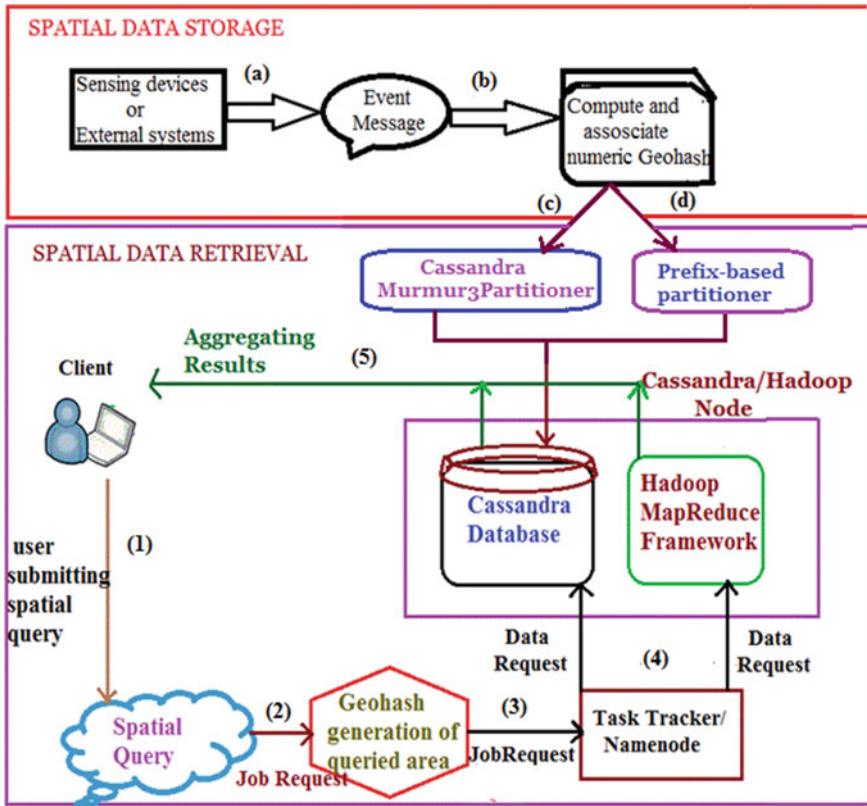 SPATIAL DATA STORAGE
(a)
(b)
Sensing devices
or
External systems
Event
Message
Compute and
assosciate
numeric Geohash
(c)
(d)
SPATIAL DATA RETRIEVAL
Cassandra
Murmur3Partitioner
Prefix-based
partitioner
Aggregating
Results
(5)
Client
Cassandra/Hadoop
Node
Cassandra
Database
Hadoop
MapReduce
Framework
(1)
user
submitting
spatial
query
Data
Request
(4)
Data
Request
Spatial
Query
(2)
Job Request
Geohash
generation of
queried area
(3)
JobRequest
Task Tracker/
Namenode